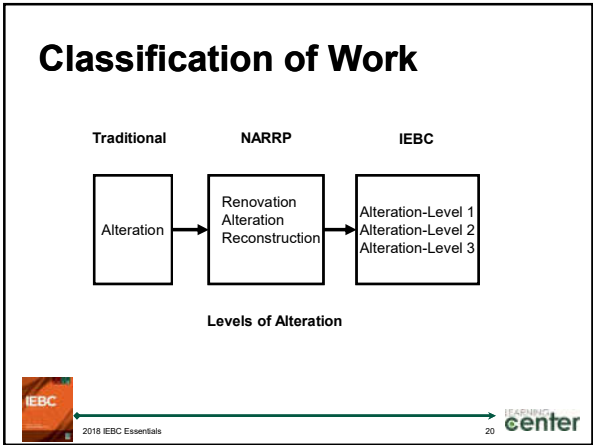 Classification of Work
Traditional
NARRP
IEBC
Alteration
Renovation
Alteration
Reconstruction
Alteration-Level 1
Alteration-Level 2
Alteration-Level 3
Levels of Alteration
IEBC
2018 IEBC Essentials
20
LEARNING
center